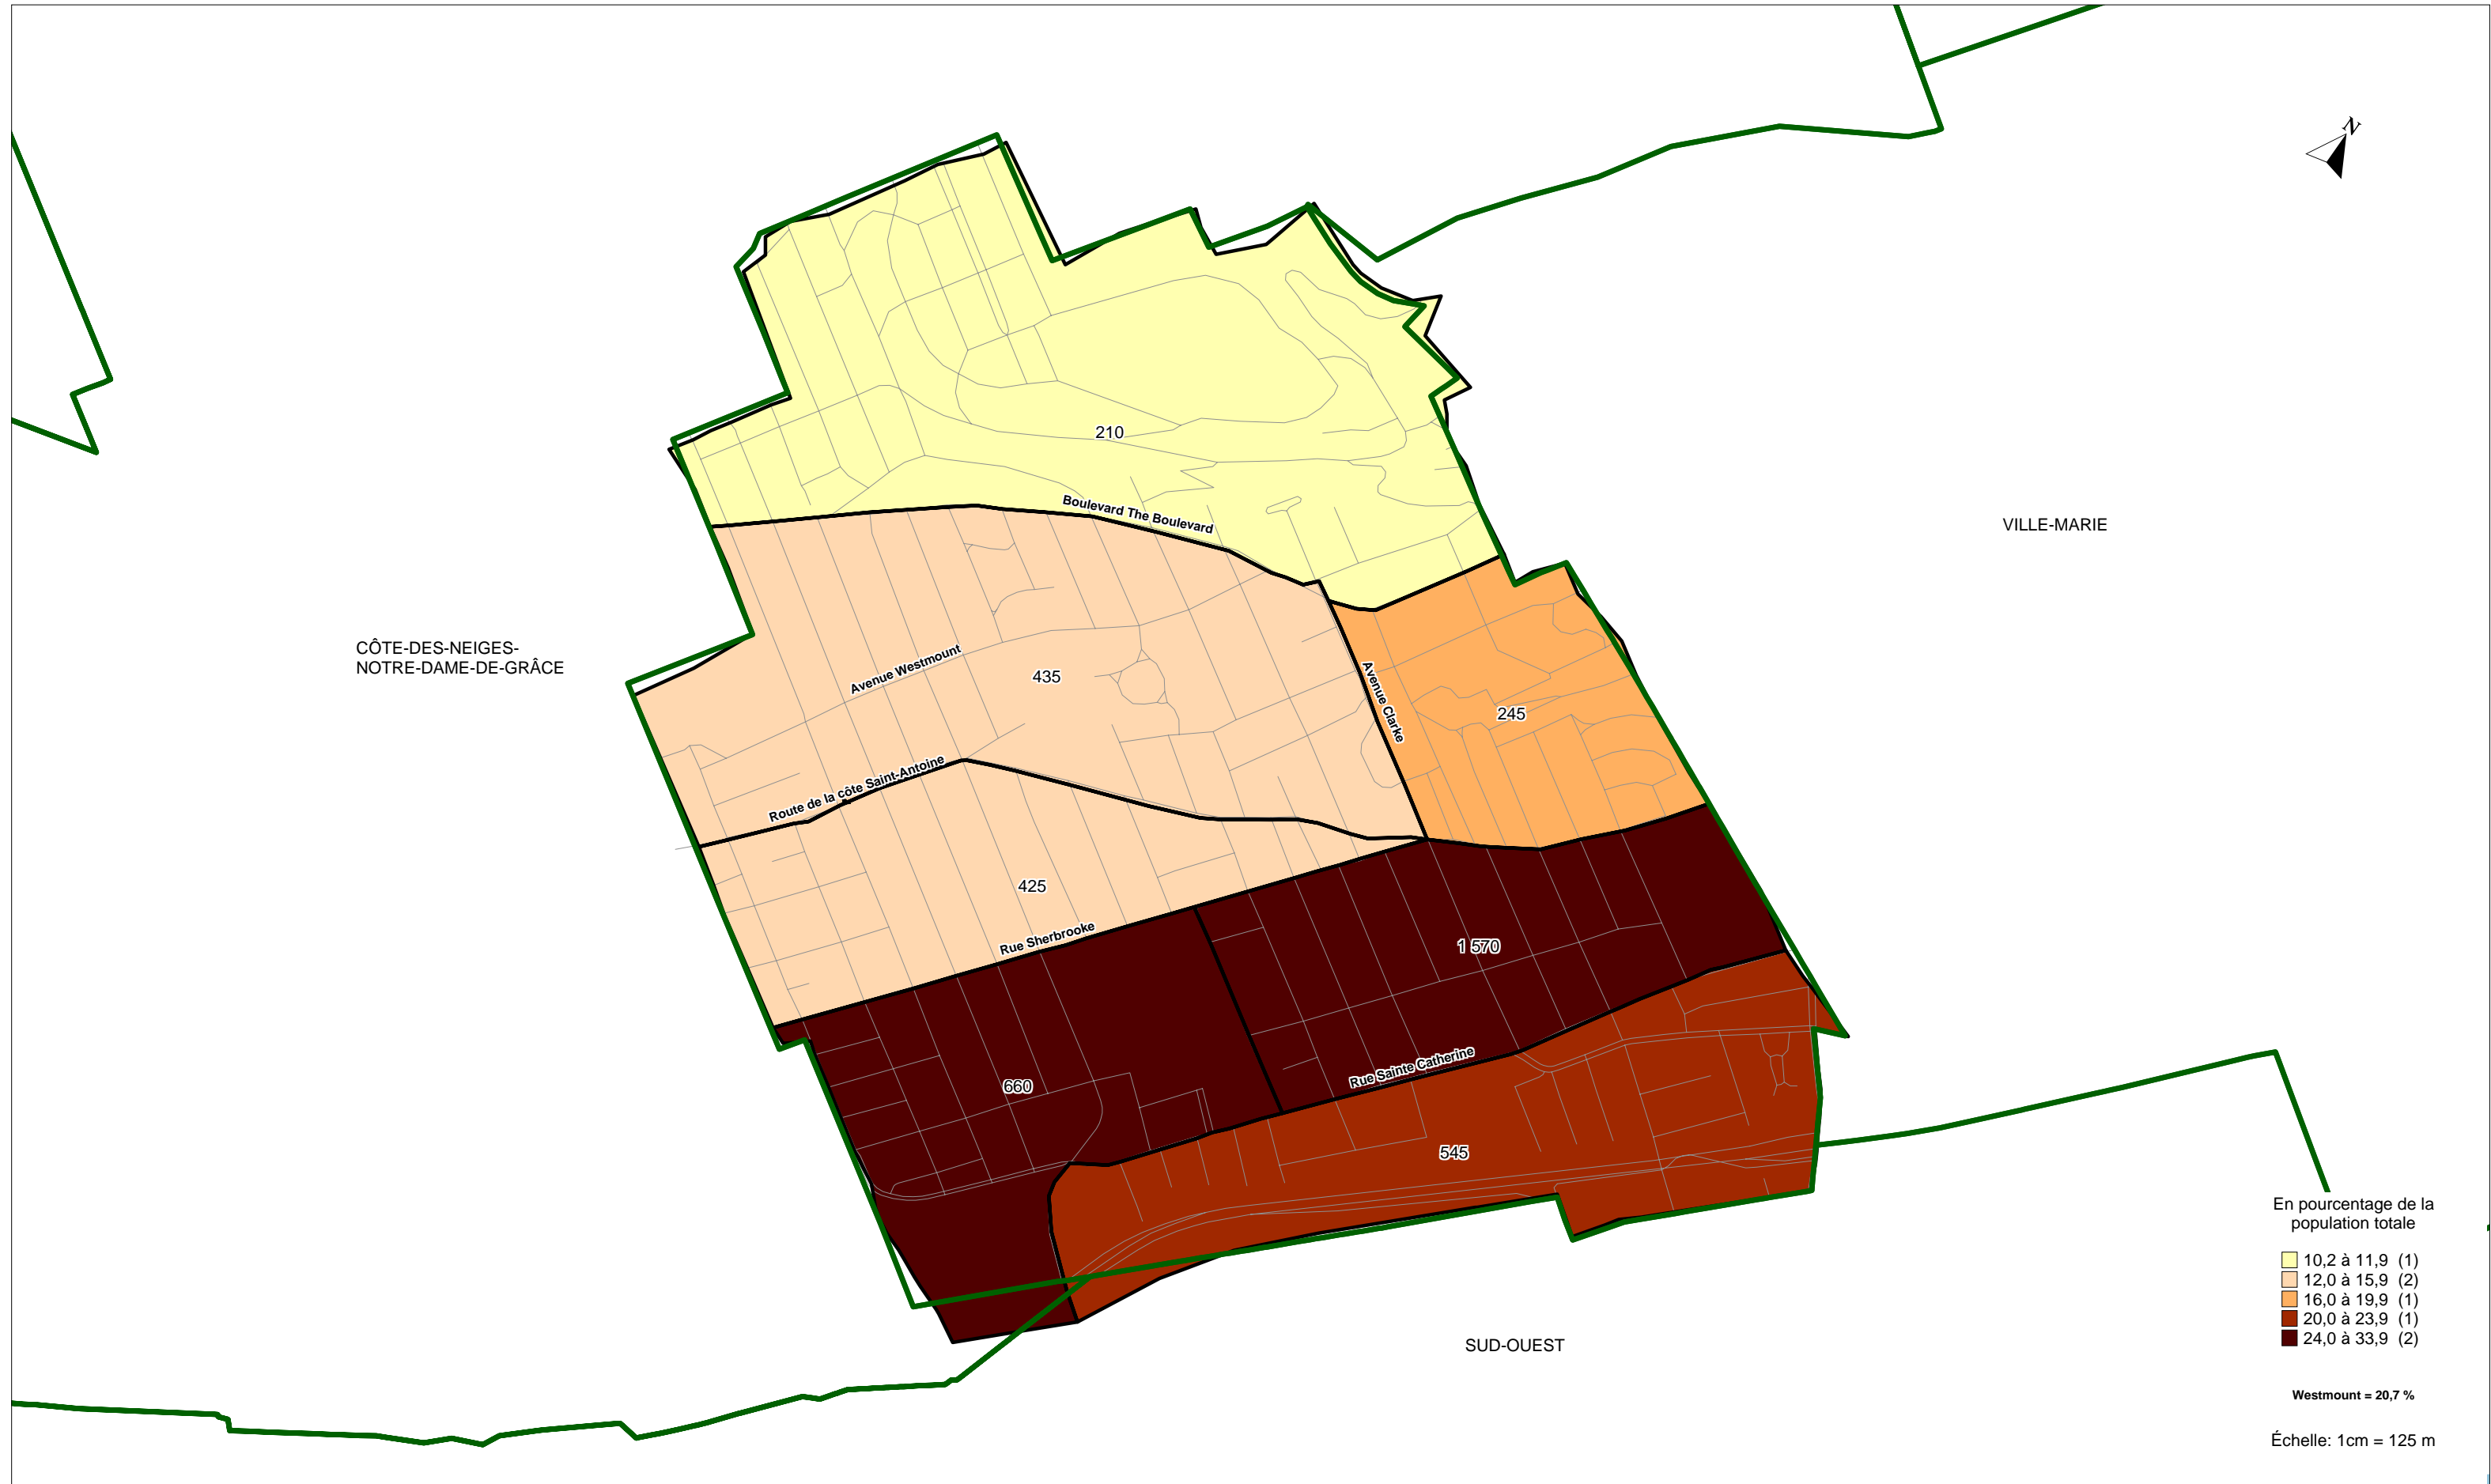 N
210
Boulevard The Boulevard
VILLE-MARIE
CÔTE-DES-NEIGES-
NOTRE-DAME-DE-GRÂCE
Avenue Westmount
435
Avenue Clarke
245
Route de la côte Saint-Antoine
425
Rue Sherbrooke
1 570
660
Rue Sainte Catherine
545
SUD-OUEST
En pourcentage de la
population totale
10,2 à 11,9 (1)
12,0 à 15,9 (2)
16,0 à 19,9 (1)
20,0 à 23,9 (1)
24,0 à 33,9 (2)
Westmount = 20,7 %
Échelle: 1cm = 125 m